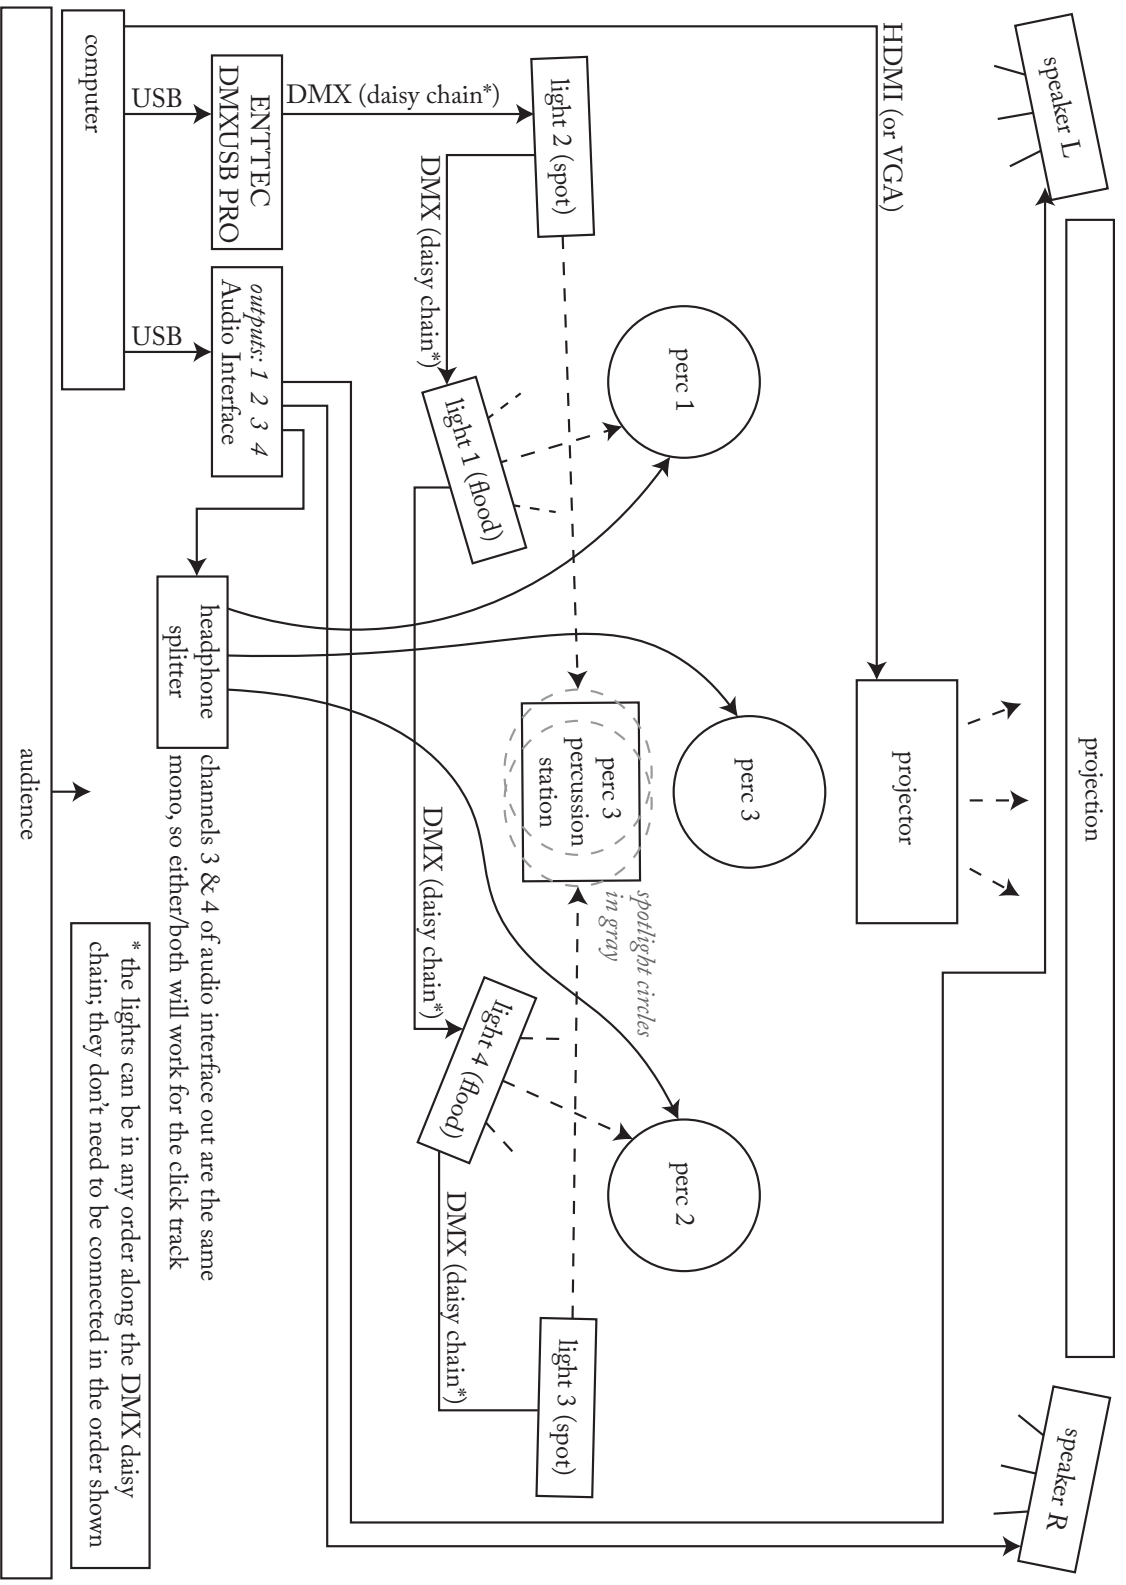 speaker L
projection
speaker R
HDMI (or VGA)
projector
perc 1
perc 3
perc 2
light 2 (spot)
perc 3
percussion
station
spotlight circles
in gray
light 3 (spot)
DMX (daisy chain*)
DMX (daisy chain*)
light 1 (flood)
DMX (daisy chain*)
light 4 (flood)
DMX (daisy chain*)
ENTTEC
DMXUSB PRO
outputs: 1 2 3 4
Audio Interface
USB
USB
computer
headphone
splitter
channels 3 & 4 of audio interface out are the same
mono, so either/both will work for the click track
* the lights can be in any order along the DMX daisy
chain; they don't need to be connected in the order shown
audience